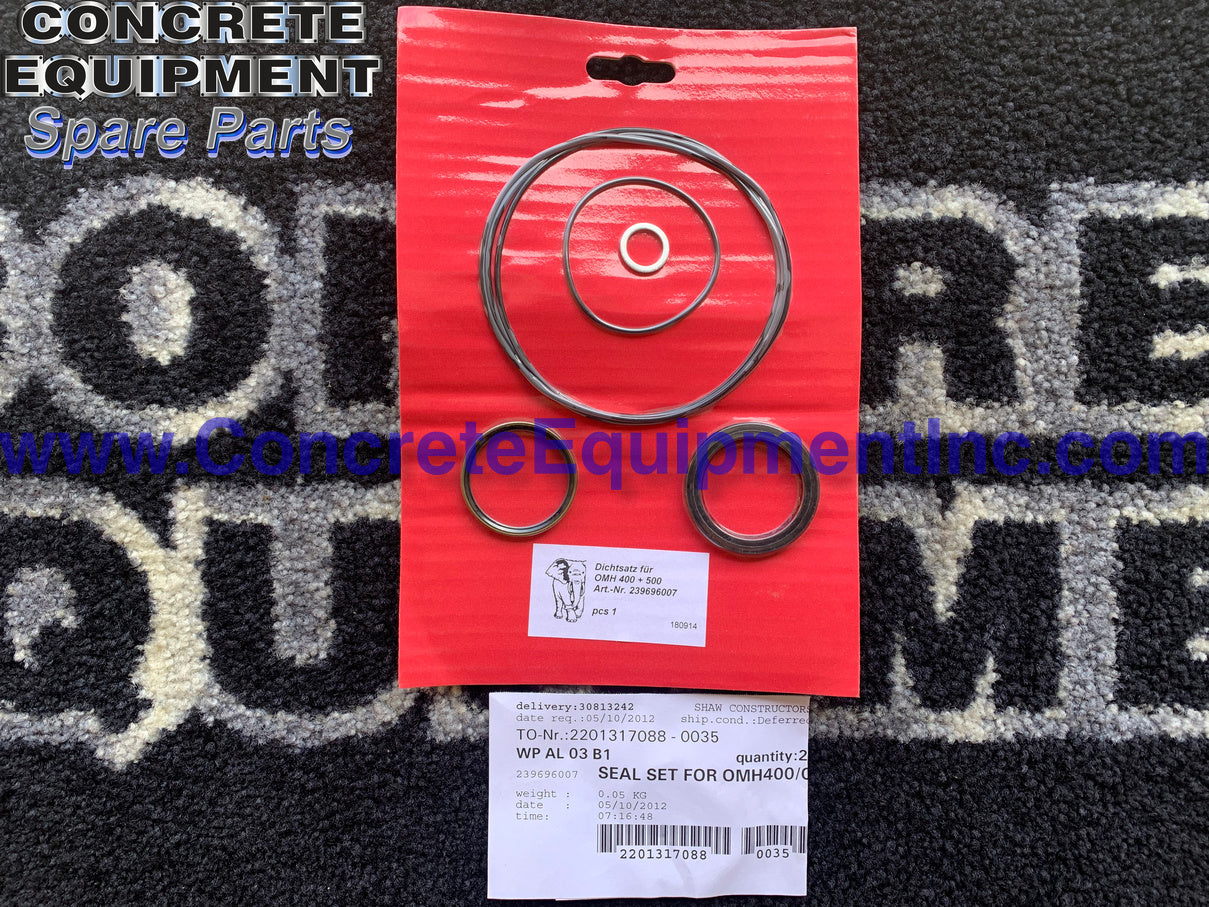 CONCRETE
EQUIPMENT
Spare Parts
www.ConcreteEquipmentInc.com
Dichtsatz für
OMH 400 + 500
Art.-Nr. 239696007
pcs 1
180914
delivery:30813242 SHAW CONSTRUCTORS
date req.:05/10/2012 ship.cond.:Deferred
TO-Nr.:2201317088 - 0035
WP AL 03 B1 quantity:2
239696007 SEAL SET FOR OMH400/
weight : 0.05 KG
date : 05/10/2012
time: 07:16:48
2201317088 0035